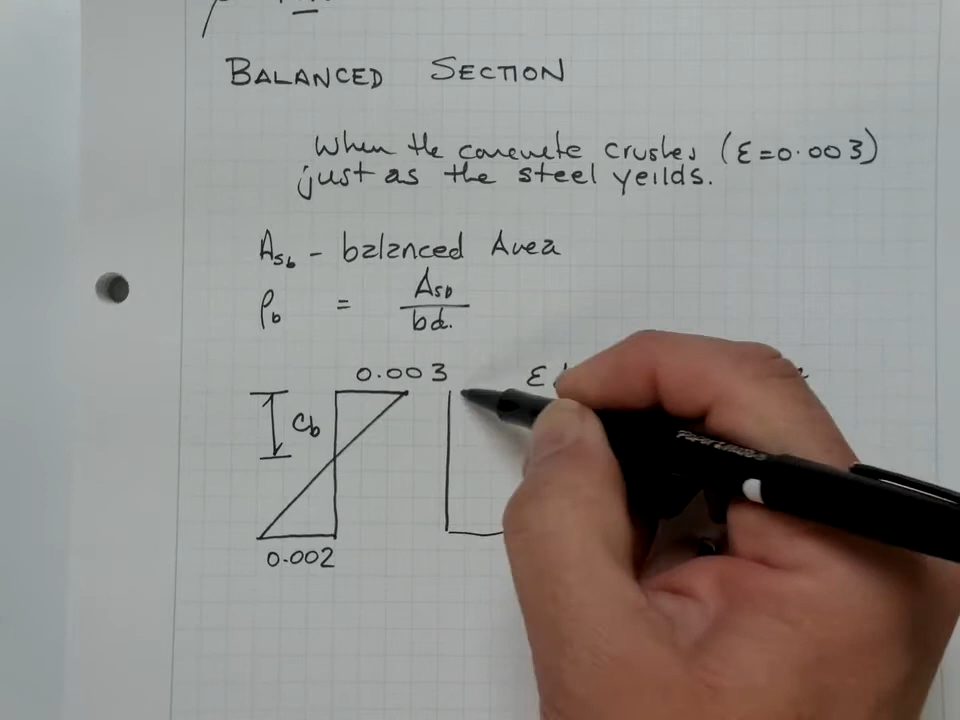 BALANCED SECTION
When the concrete crushes (ε=0.003)
just as the steel yeilds.
Asb - balanced Area
ρb = Asb
bd.
0.003
ε
Cb
0.002
PaperMate